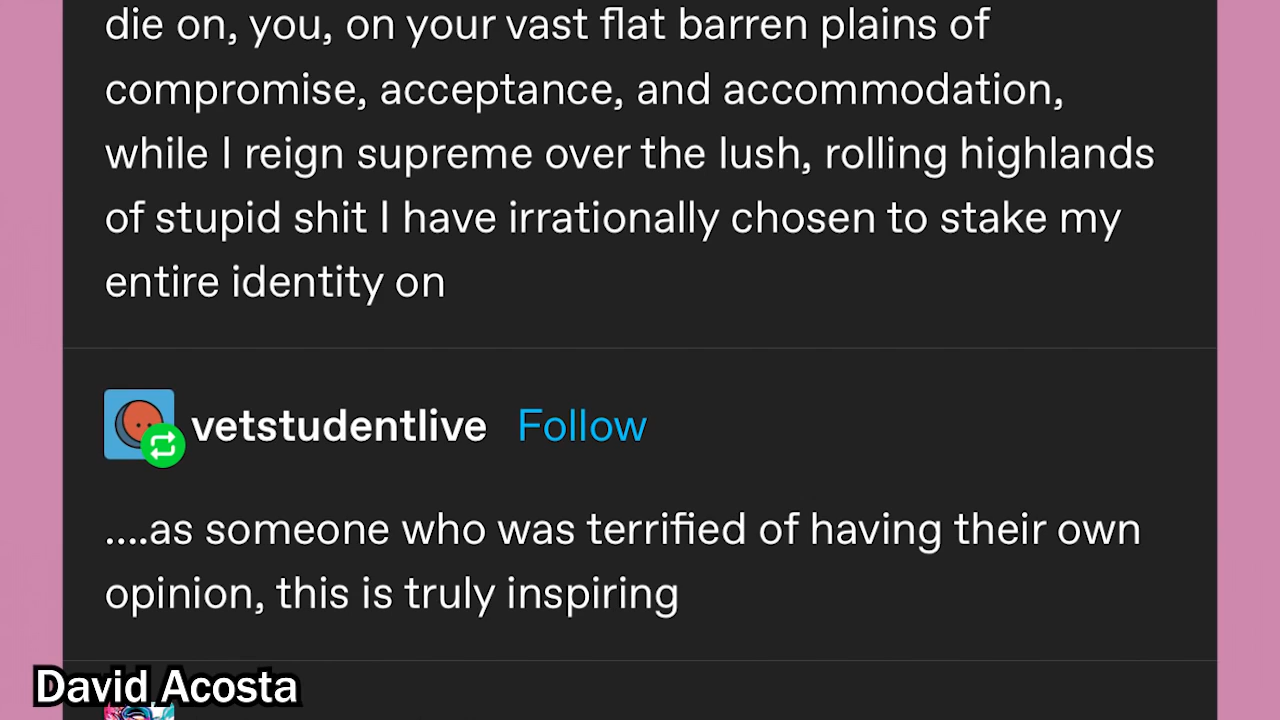 die on, you, on your vast flat barren plains of
compromise, acceptance, and accommodation,
while I reign supreme over the lush, rolling highlands
of stupid shit I have irrationally chosen to stake my
entire identity on
vetstudentlive Follow
....as someone who was terrified of having their own
opinion, this is truly inspiring
David Acosta